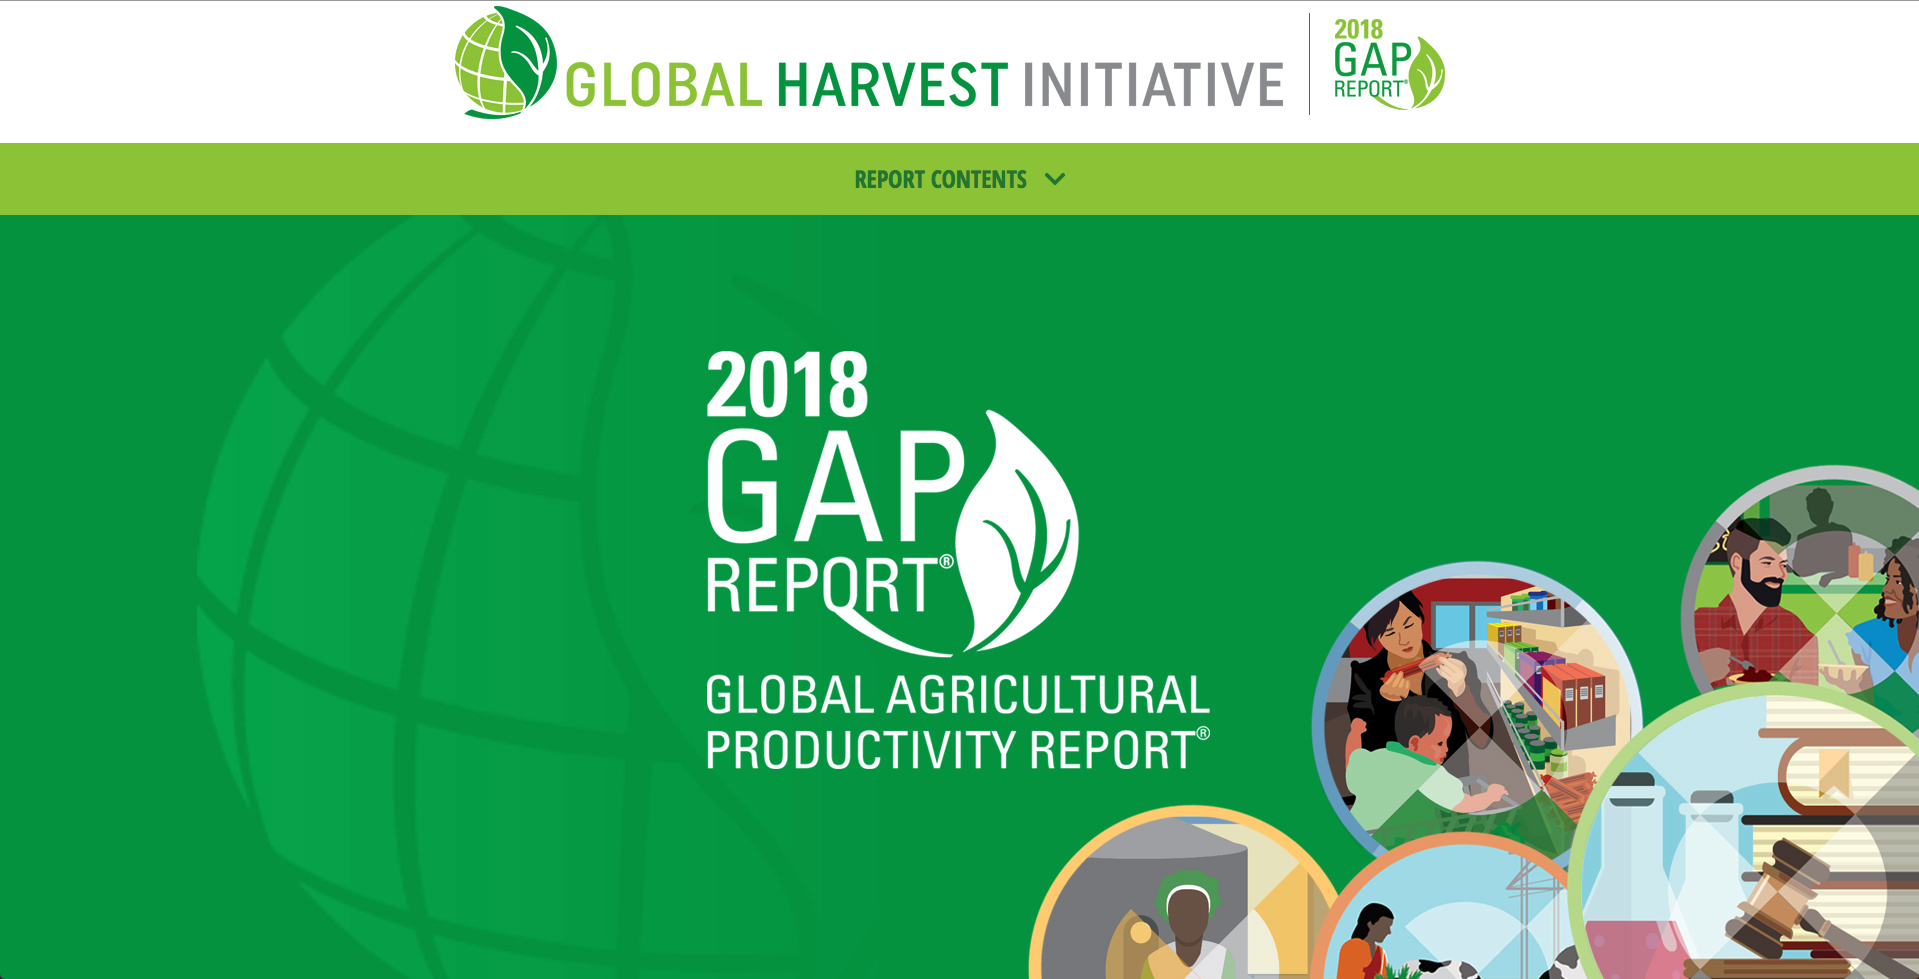 GLOBAL HARVEST INITIATIVE
2018
GAP
REPORT®
REPORT CONTENTS
2018
GAP
REPORT®
GLOBAL AGRICULTURAL
PRODUCTIVITY REPORT®